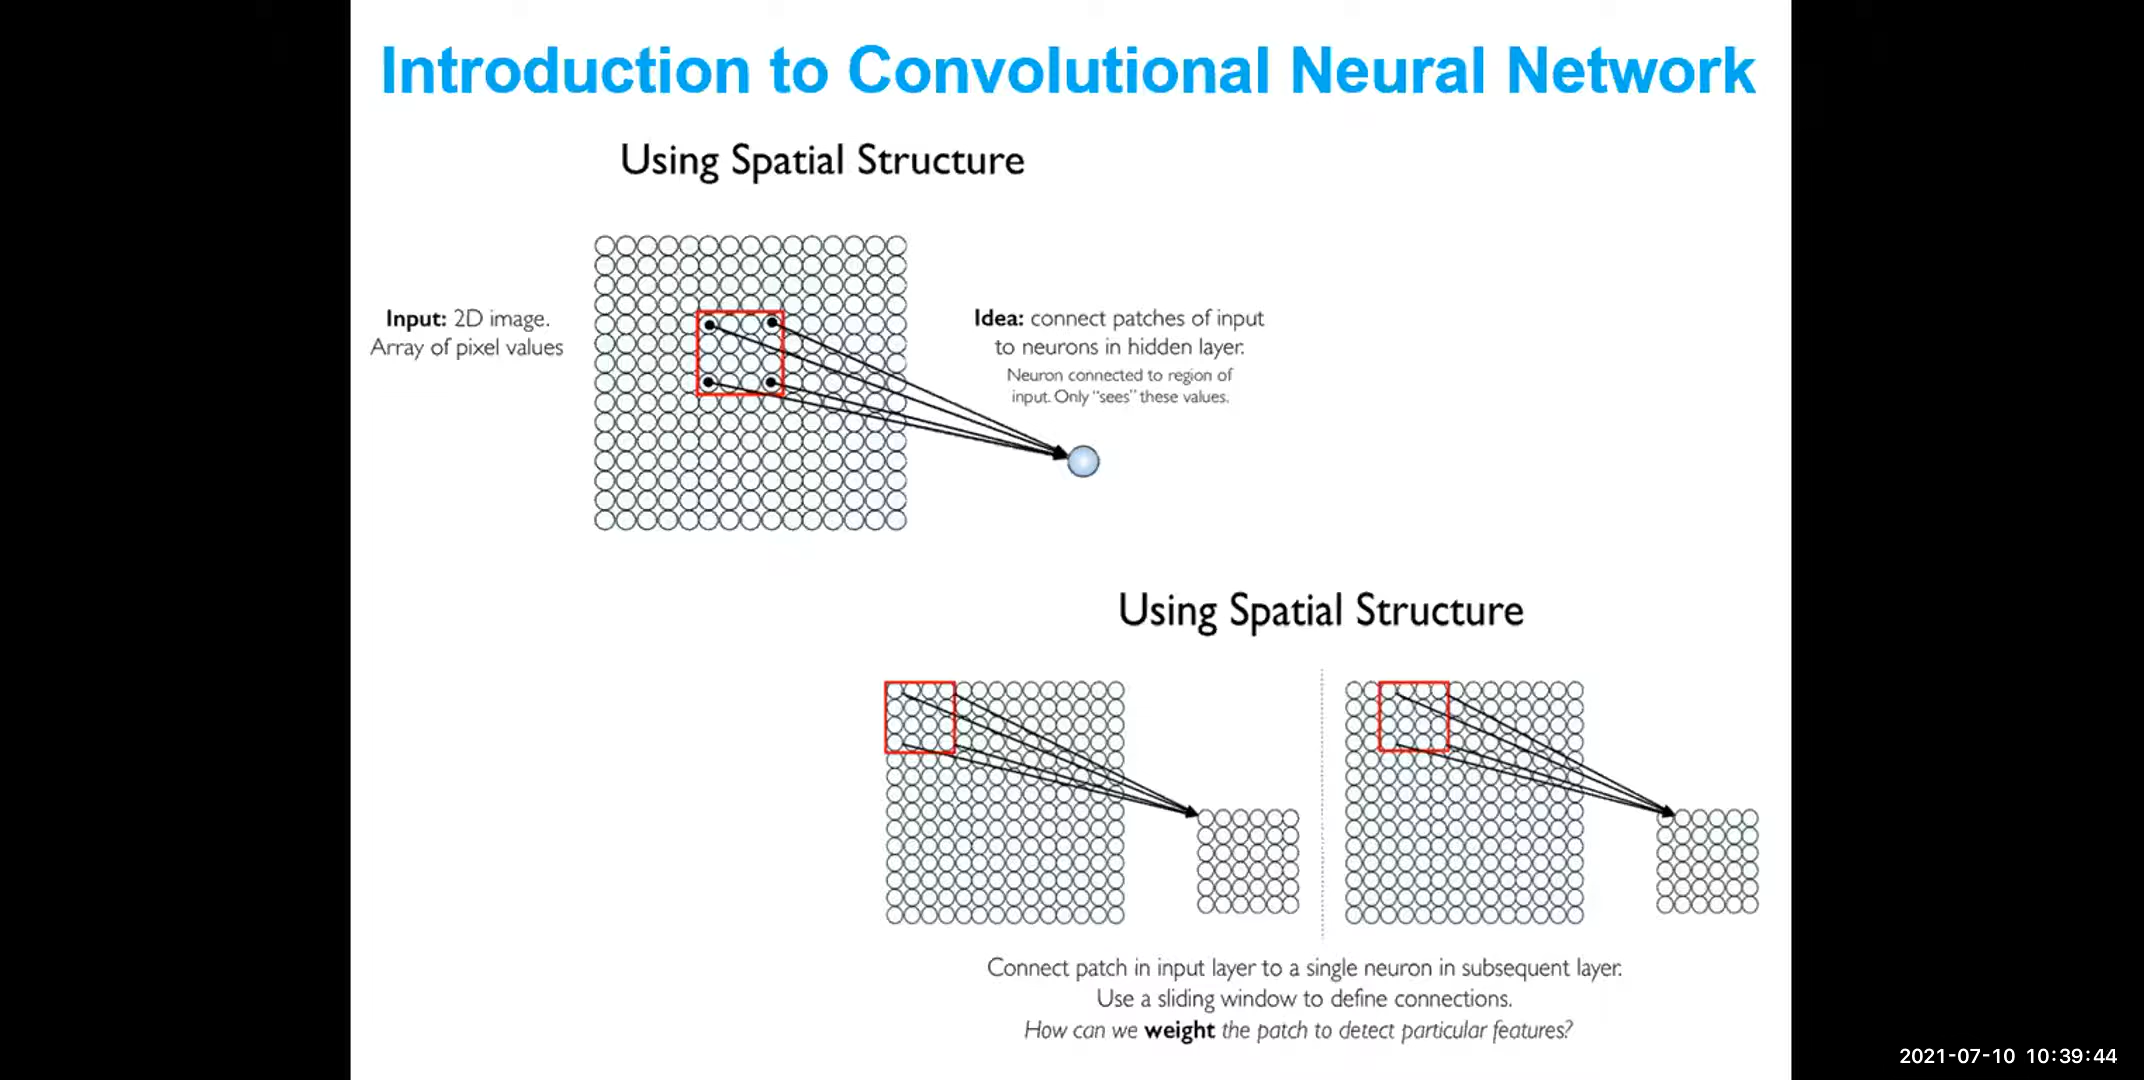 Introduction to Convolutional Neural Network
Using Spatial Structure
Input: 2D image.
Array of pixel values
Idea: connect patches of input
to neurons in hidden layer.
Neuron connected to region of
input. Only “sees” these values.
Using Spatial Structure
Connect patch in input layer to a single neuron in subsequent layer.
Use a sliding window to define connections.
How can we weight the patch to detect particular features?
2021-07-10 10:39:44